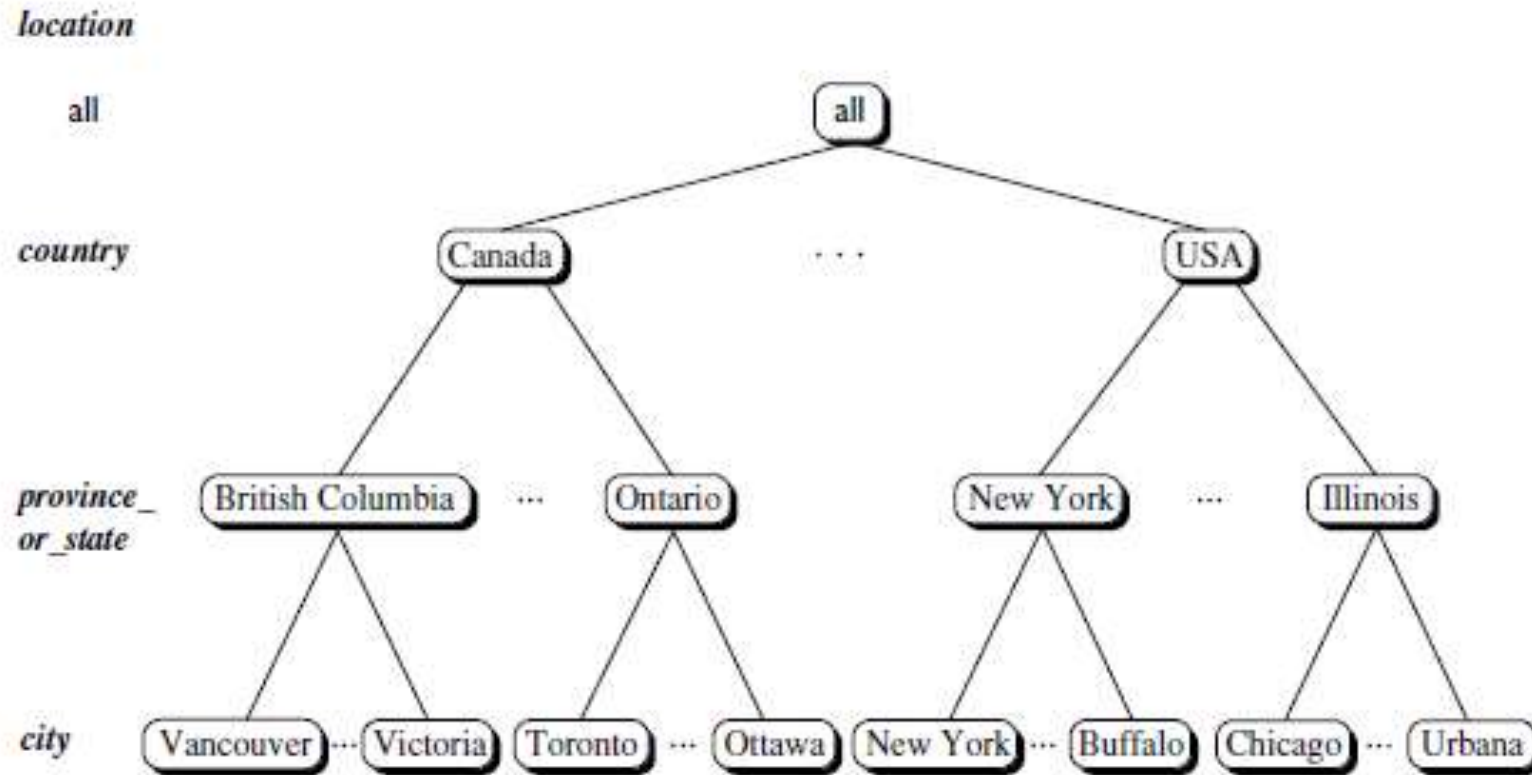 location
all all
country Canada . . . USA
province_ British Columbia ... Ontario New York ... Illinois
or_state
city Vancouver ... Victoria Toronto ... Ottawa New York ... Buffalo Chicago ... Urbana